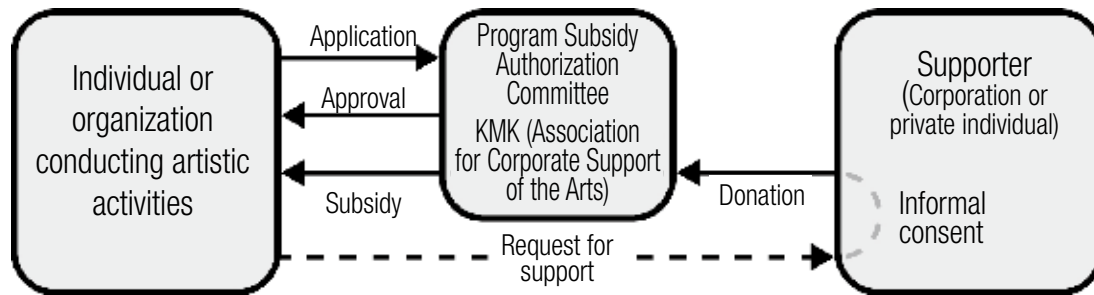 Individual or
organization
conducting artistic
activities
Application
Approval
Subsidy
Program Subsidy
Authorization
Committee
KMK (Association
for Corporate Support
of the Arts)
Donation
Supporter
(Corporation or
private individual)
Informal
consent
Request for
support